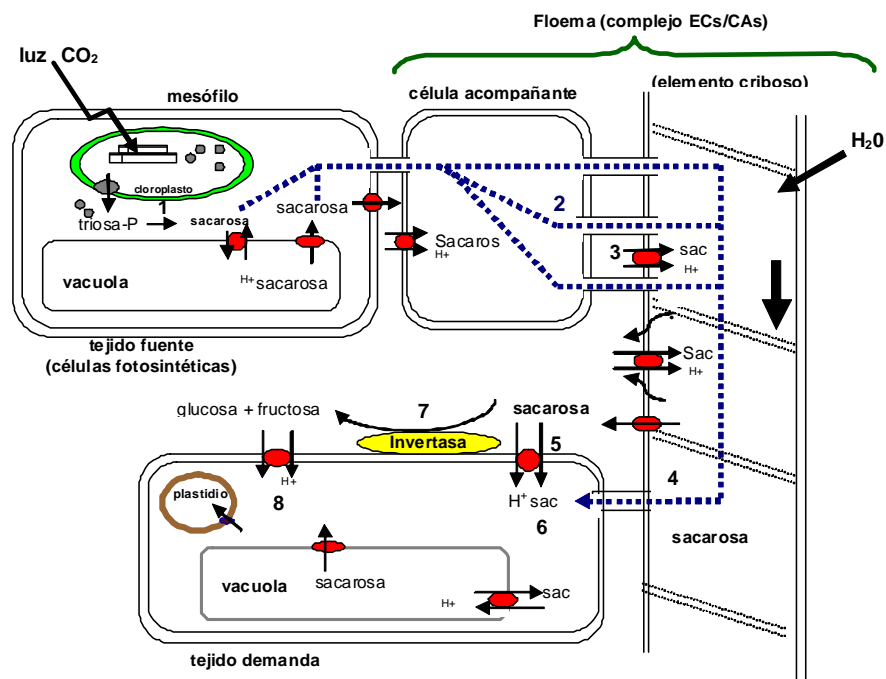 Floema (complejo ECs/CAs)
luz CO₂
mesófilo
célula acompañante
(elemento criboso)
H₂0
cloroplasto
1
triosa-P
sacarosa
sacarosa
2
Sacaros
H+
3
sac
H+
H+
sacarosa
vacuola
tejido fuente
(células fotosintéticas)
Sac
H+
glucosa + fructosa
7
sacarosa
Invertasa
5
H+
plastidio
8
H⁺ sac
6
4
sacarosa
vacuola
sacarosa
H+
sac
tejido demanda